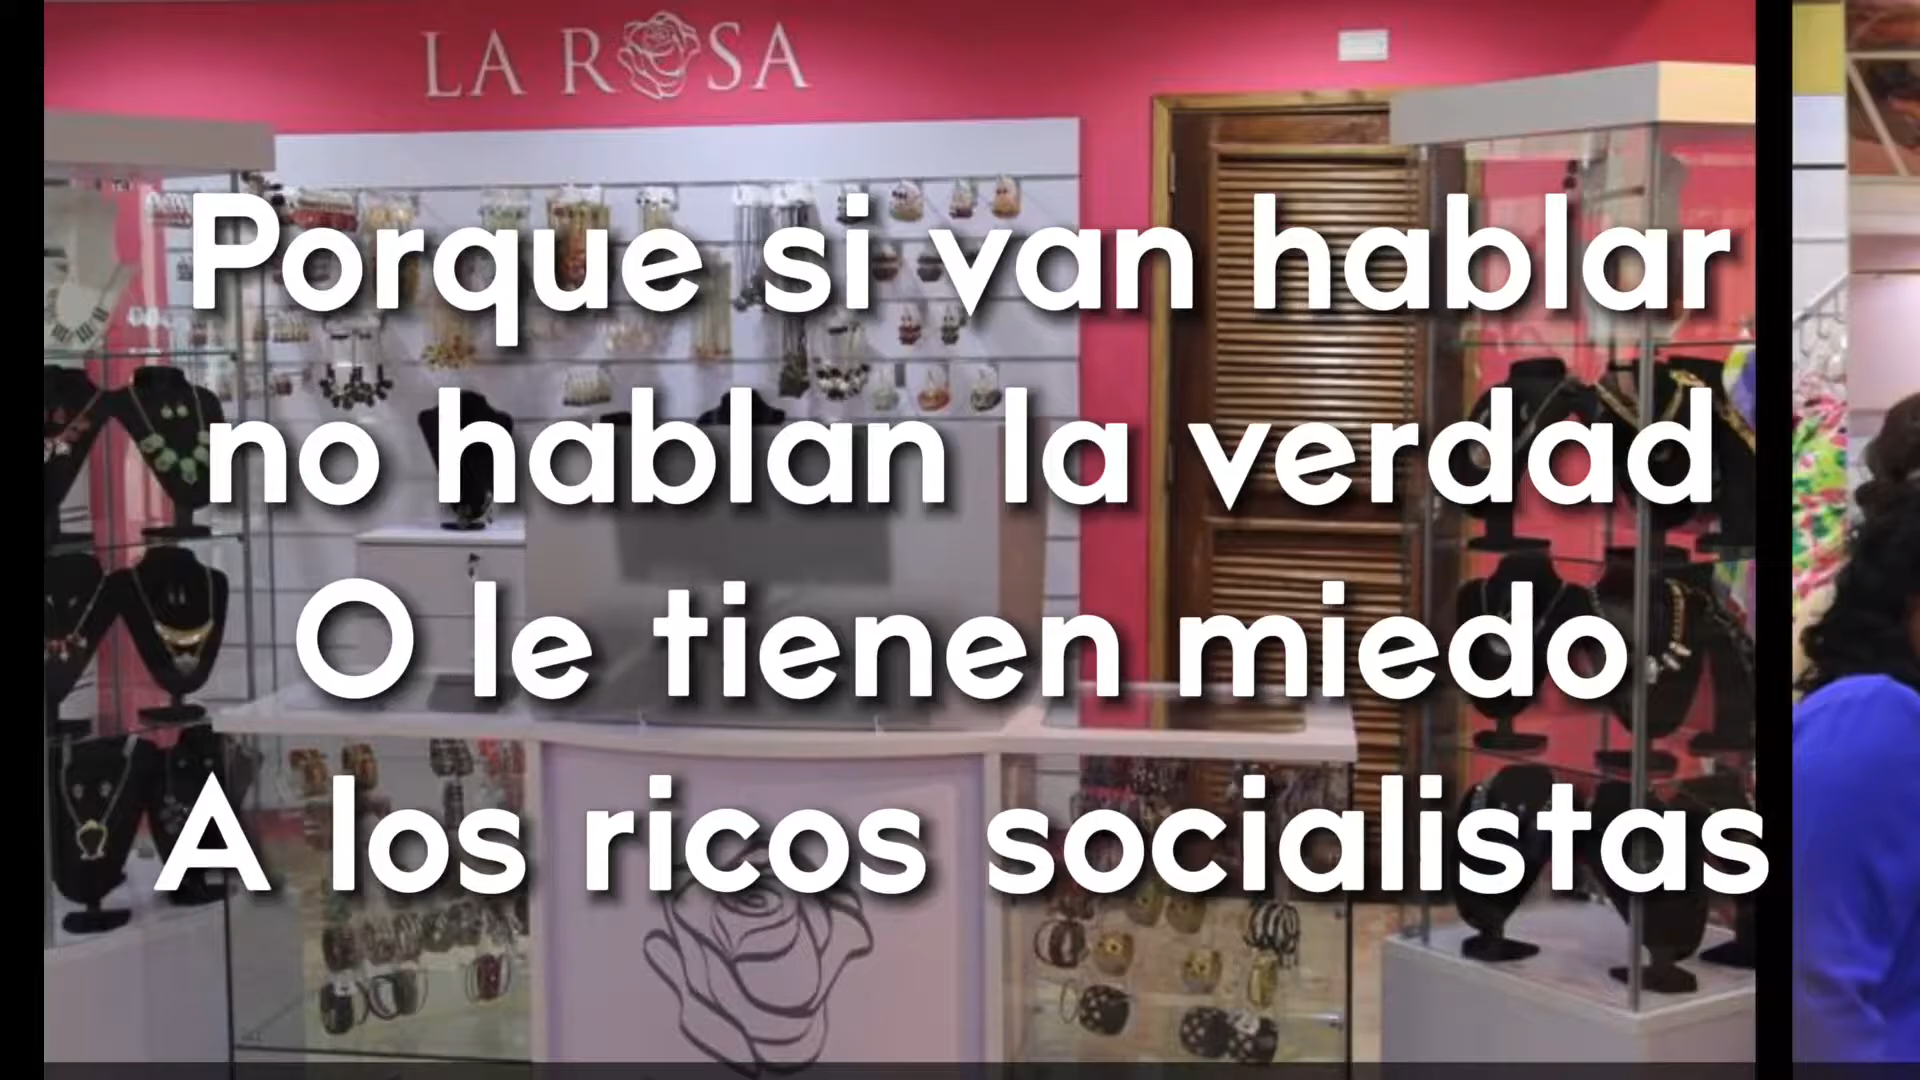 LA ROSA
Porque si van hablar
no hablan la verdad
O le tienen miedo
A los ricos socialistas